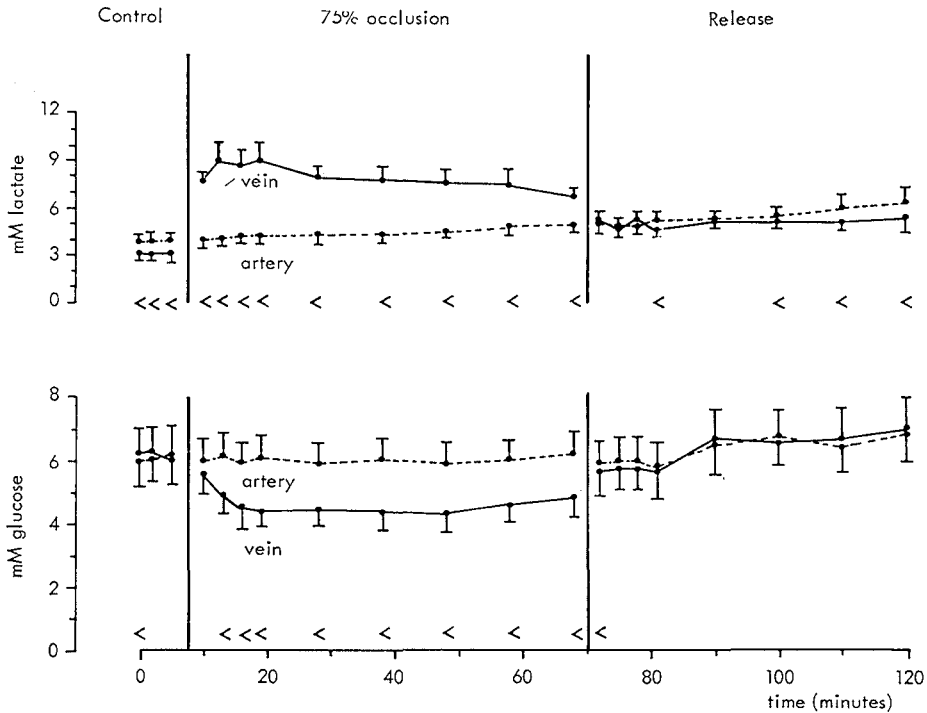 Control 75% occlusion Release
12
9
6
3
0
mM lactate
vein
artery
< < < < < < < < < < < < < < < <
8
6
4
2
0
mM glucose
artery
vein
< < < < < < < < < <
0 20 40 60 80 100 120
time (minutes)